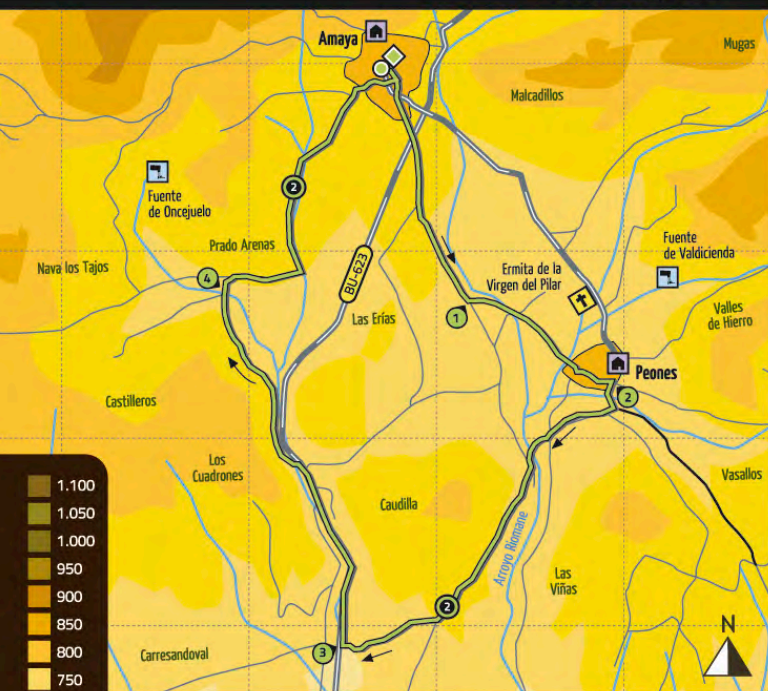 Amaya
Mugas
Malcadillos
Fuente
de Oncejuelo
2
Prado Arenas
Nava los Tajos
4
BU-623
Las Erías
1
Ermita de la
Virgen del Pilar
Fuente
de Valdicienda
Valles
de Hierro
Peones
2
Castilleros
Los
Cuadrones
Caudilla
Vasallos
Arroyo Riomane
Las
Viñas
2
3
Carresandoval
N
1.100
1.050
1.000
950
900
850
800
750